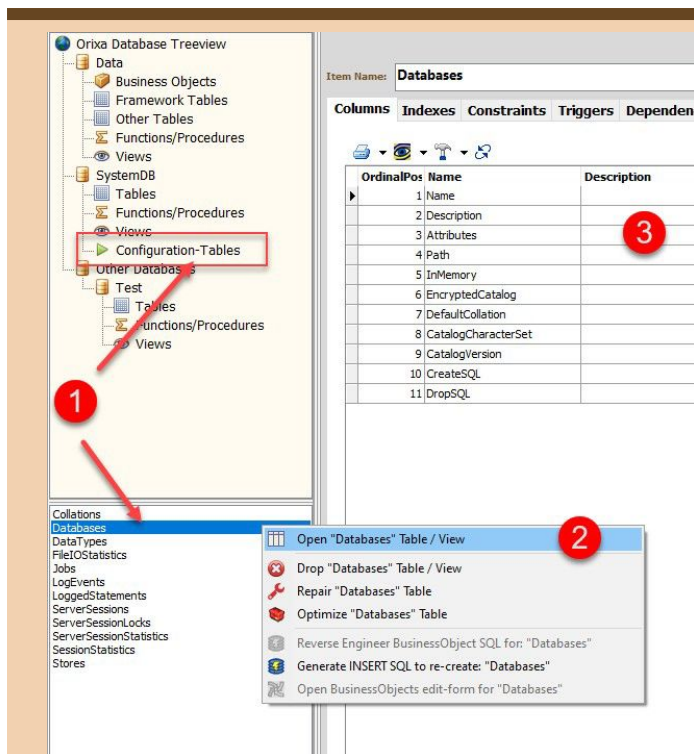 Orixa Database Treeview
Data
Business Objects
Framework Tables
Other Tables
Functions/Procedures
Views
SystemDB
Tables
Functions/Procedures
Views
Configuration-Tables
Other Databases
Test
Tables
Functions/Procedures
Views
1
Collations
Databases
DataTypes
FileIOStatistics
Jobs
LogEvents
LoggedStatements
ServerSessions
ServerSessionLocks
ServerSessionStatistics
SessionStatistics
Stores
Item Name: Databases
Columns Indexes Constraints Triggers Dependen
OrdinalPos Name Description
1 Name
2 Description
3 Attributes
4 Path
5 InMemory
6 EncryptedCatalog
7 DefaultCollation
8 CatalogCharacterSet
9 CatalogVersion
10 CreateSQL
11 DropSQL
3
Open "Databases" Table / View
2
Drop "Databases" Table / View
Repair "Databases" Table
Optimize "Databases" Table
Reverse Engineer BusinessObject SQL for: "Databases"
Generate INSERT SQL to re-create: "Databases"
Open BusinessObjects edit-form for "Databases"